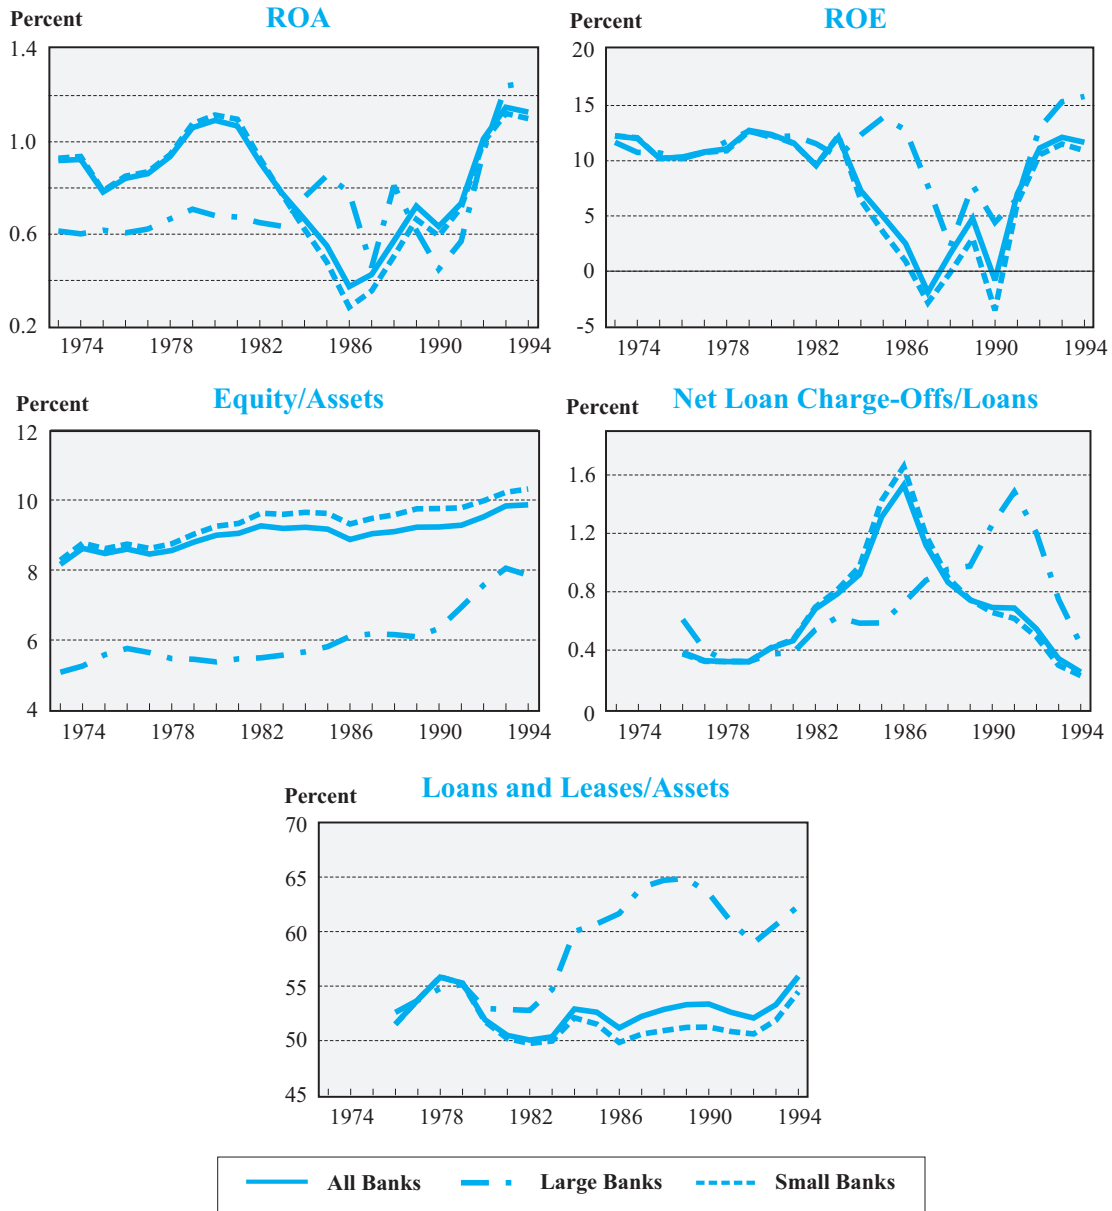 ROA
Percent
1.4
1.0
0.6
0.2
1974 1978 1982 1986 1990 1994
ROE
Percent
20
15
10
5
0
-5
1974 1978 1982 1986 1990 1994
Equity/Assets
Percent
12
10
8
6
4
1974 1978 1982 1986 1990 1994
Net Loan Charge-Offs/Loans
Percent
1.6
1.2
0.8
0.4
0
1974 1978 1982 1986 1990 1994
Loans and Leases/Assets
Percent
70
65
60
55
50
45
1974 1978 1982 1986 1990 1994
All Banks Large Banks Small Banks